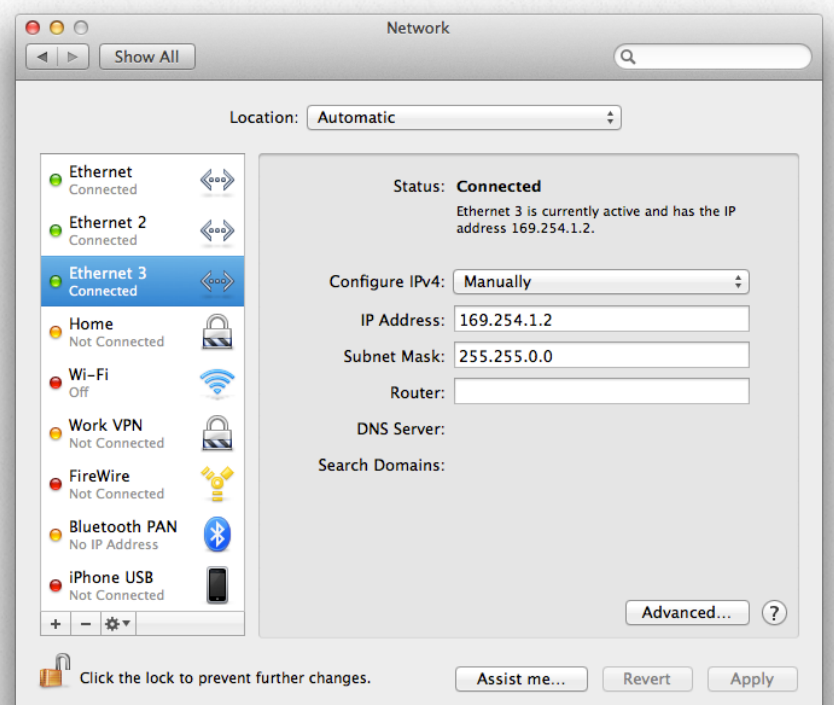 Network
Show All
Location: Automatic
Ethernet
Connected
Ethernet 2
Connected
Ethernet 3
Connected
Home
Not Connected
Wi-Fi
Off
Work VPN
Not Connected
FireWire
Not Connected
Bluetooth PAN
No IP Address
iPhone USB
Not Connected
Status: Connected
Ethernet 3 is currently active and has the IP
address 169.254.1.2.
Configure IPv4: Manually
IP Address: 169.254.1.2
Subnet Mask: 255.255.0.0
Router:
DNS Server:
Search Domains:
Advanced... ?
Click the lock to prevent further changes.
Assist me... Revert Apply